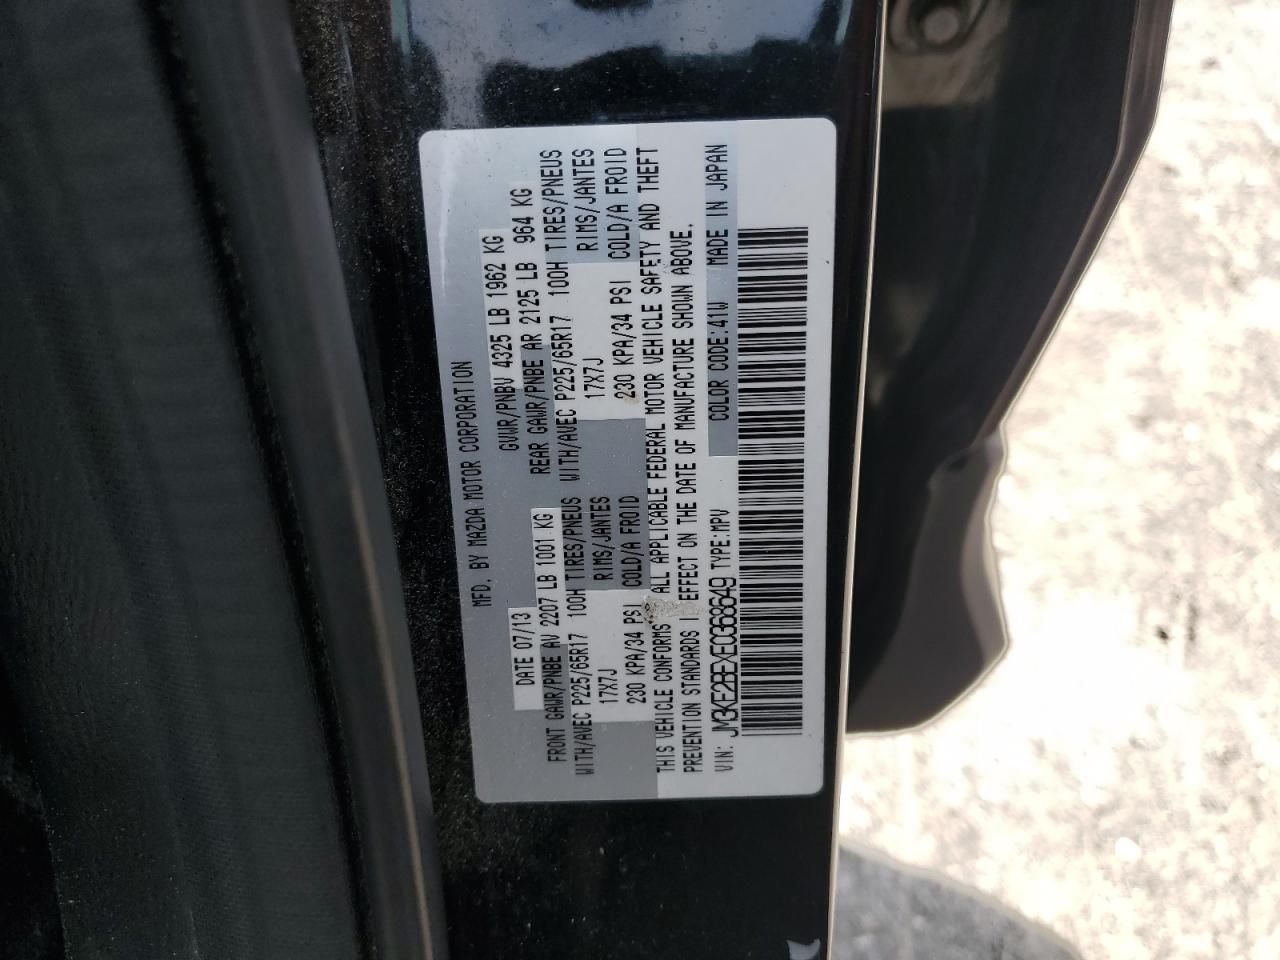 MFD. BY MAZDA MOTOR CORPORATION
DATE 07/13 GVWR/PNBV 4325 LB 1962 KG
FRONT GAWR/PNBE AV 2207 LB 1001 KG REAR GAWR/PNBE AR 2125 LB 964 KG
WITH/AVEC P225/65R17 100H TIRES/PNEUS WITH/AVEC P225/65R17 100H TIRES/PNEUS
17X7J RIMS/JANTES 17X7J RIMS/JANTES
230 KPA/34 PSI COLD/A FROID 230 KPA/34 PSI COLD/A FROID
THIS VEHICLE CONFORMS ALL APPLICABLE FEDERAL MOTOR VEHICLE SAFETY AND THEFT
PREVENTION STANDARDS I EFFECT ON THE DATE OF MANUFACTURE SHOWN ABOVE.
VIN: JM3KE2BEXE0368649 TYPE:MPV COLOR CODE:41W MADE IN JAPAN